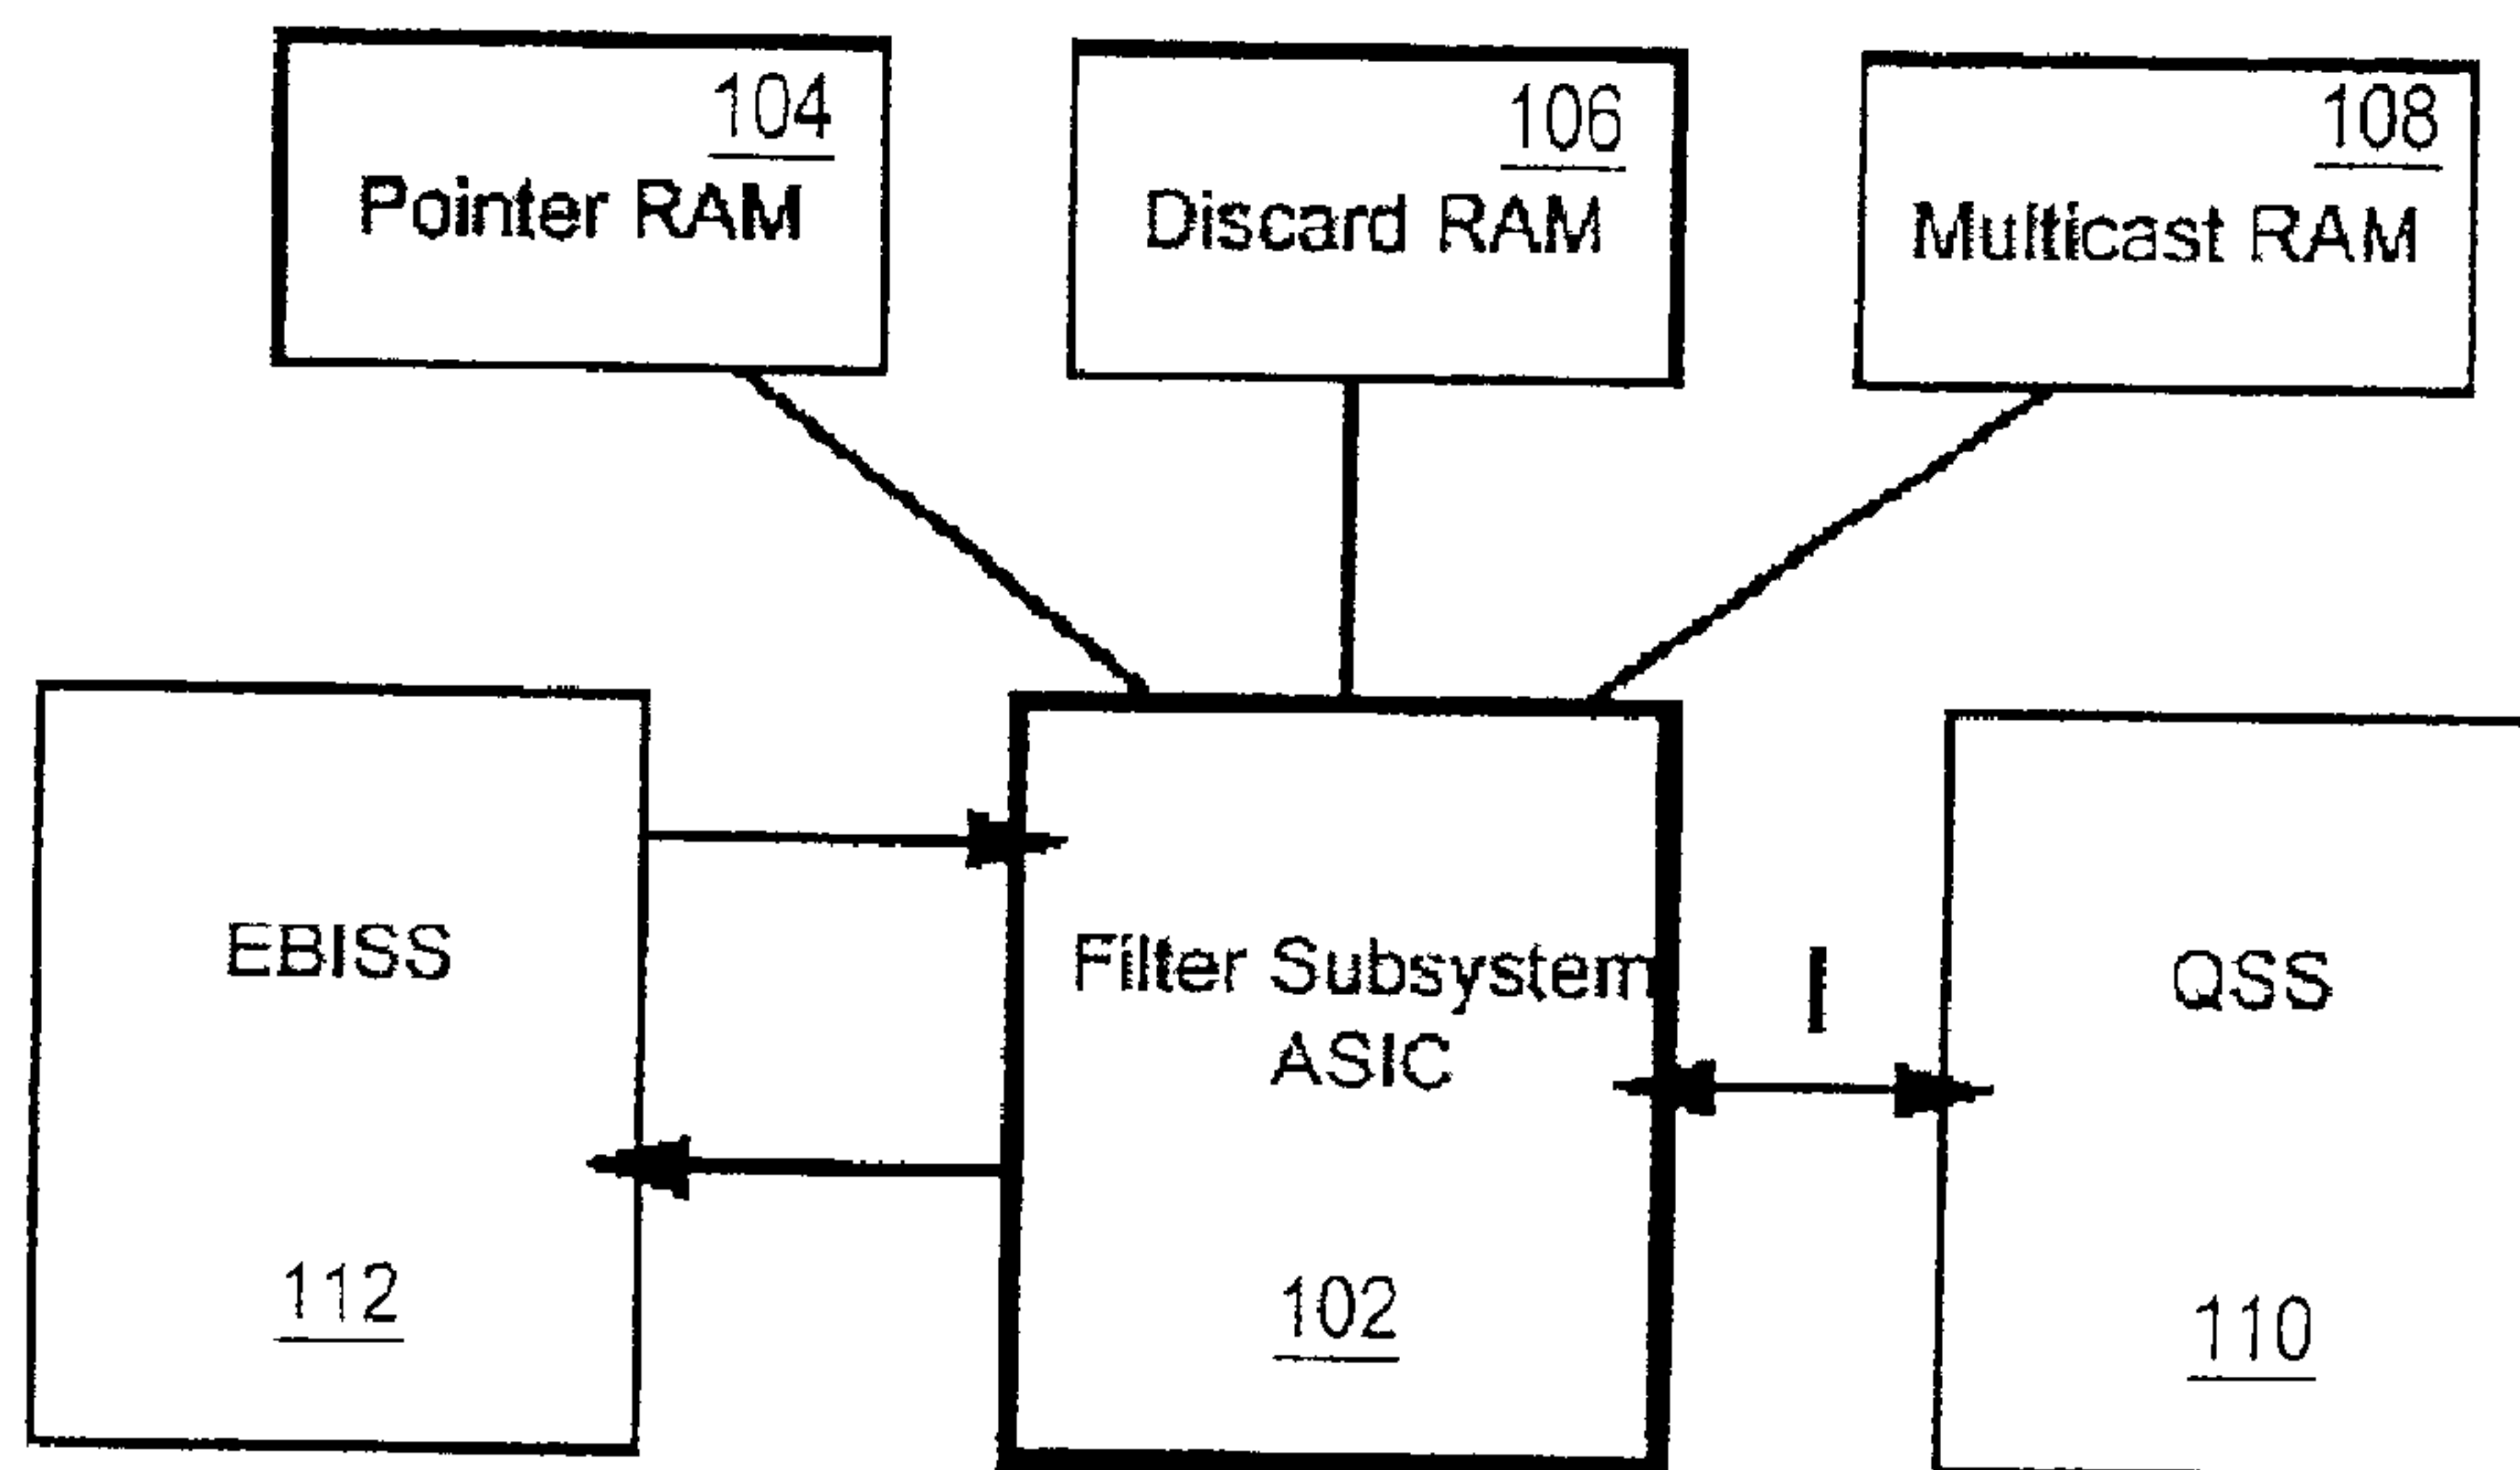 104
Pointer RAM
106
Discard RAM
108
Multicast RAM
EBISS
112
Filter Subsystem
ASIC
102
I
QSS
110